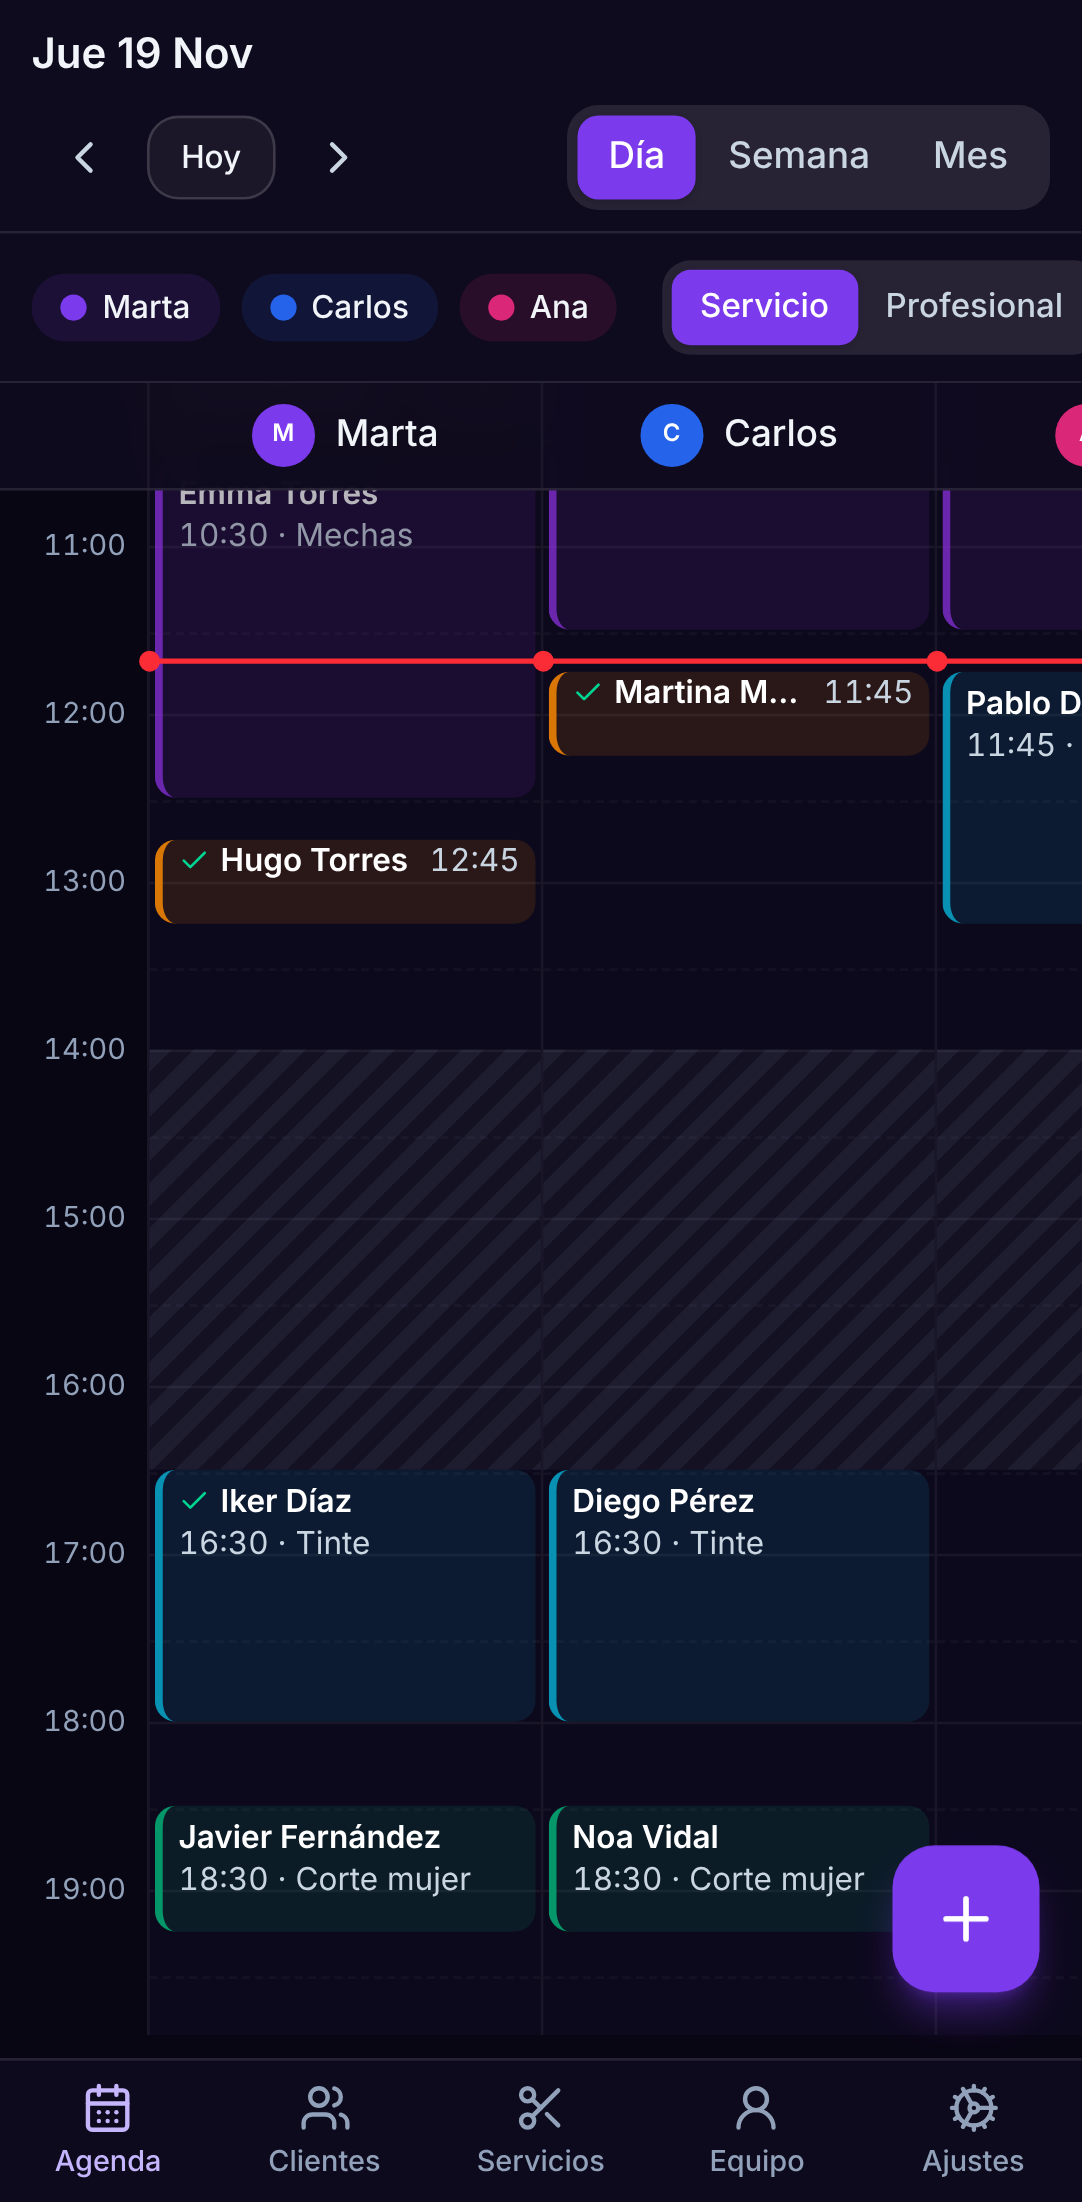 Jue 19 Nov
Hoy
Día Semana Mes
Marta Carlos Ana Servicio Profesional
M Marta C Carlos
Emma Torres
10:30 · Mechas
11:00
Martina M... 11:45
Pablo D
11:45 ·
12:00
Hugo Torres 12:45
13:00
14:00
15:00
16:00
Iker Díaz
16:30 · Tinte
Diego Pérez
16:30 · Tinte
17:00
18:00
Javier Fernández
18:30 · Corte mujer
Noa Vidal
18:30 · Corte mujer
19:00
Agenda Clientes Servicios Equipo Ajustes